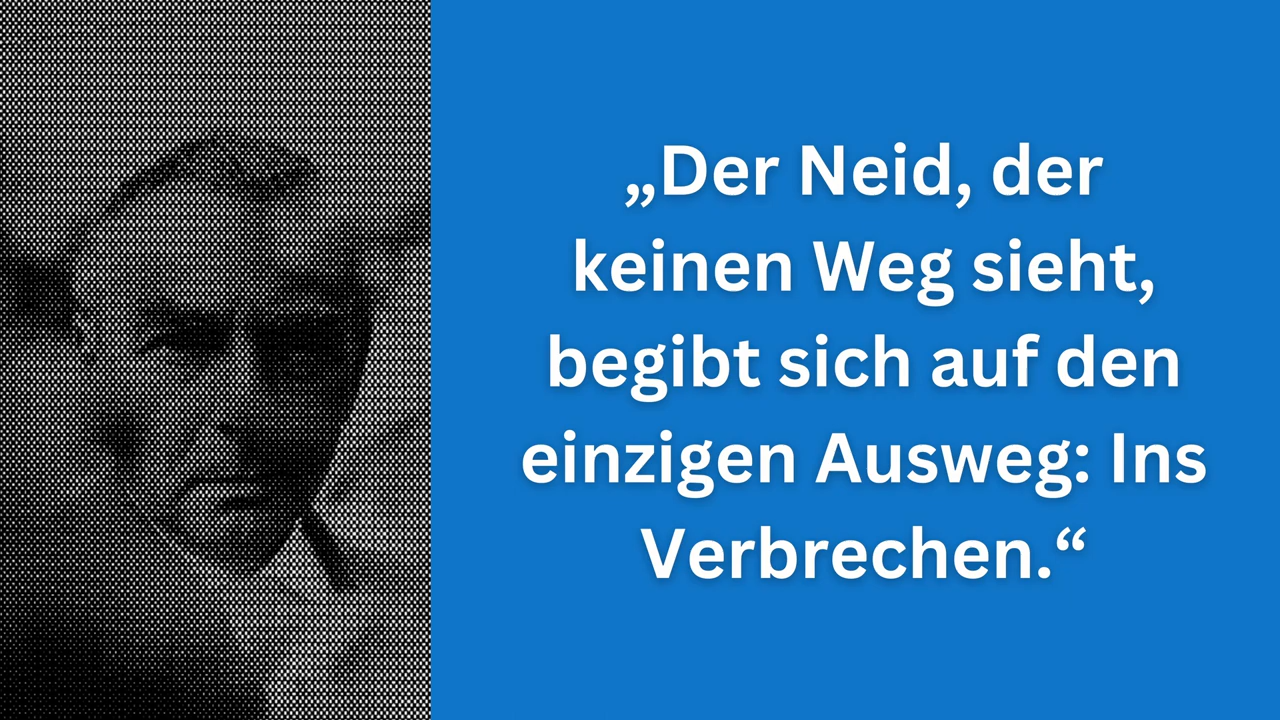 „Der Neid, der
keinen Weg sieht,
begibt sich auf den
einzigen Ausweg: Ins
Verbrechen.“